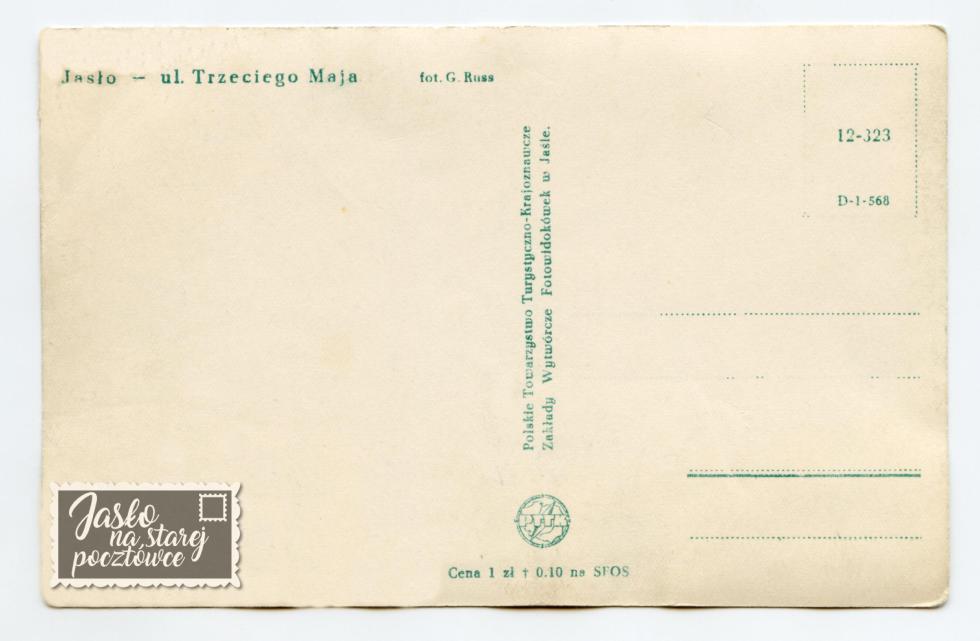 Jasło — ul. Trzeciego Maja
fot. G. Russ
12-323
D-1-568
Polskie Towarzystwo Turystyczno-Krajoznawcze
Zakłady Wytwórcze Fotowidokówek w Jaśle.
PTTK
Cena 1 zł † 0.10 na SFOS
Jasło
na starej
pocztówce